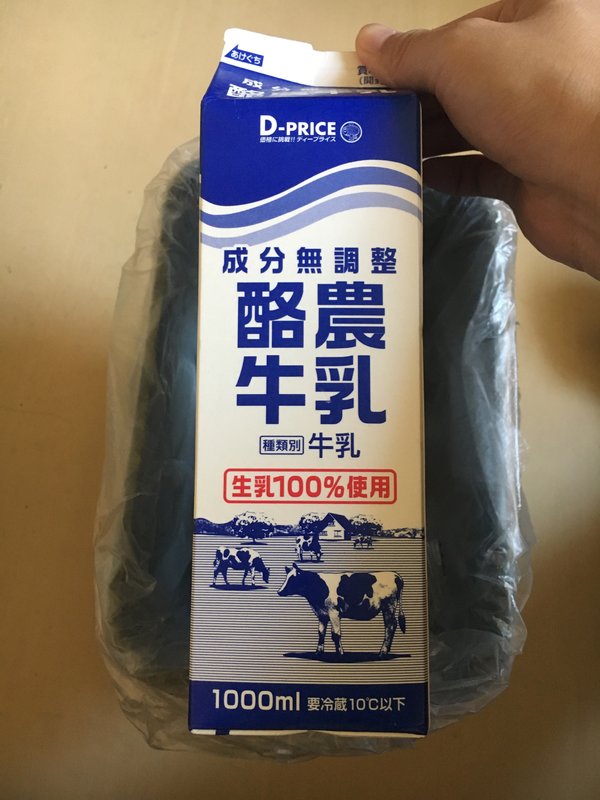 あけぐち
D-PRICE
価格に挑戦!! ディープライス
成分無調整
酪農
牛乳
種類別 牛乳
生乳100%使用
1000ml 要冷蔵10℃以下